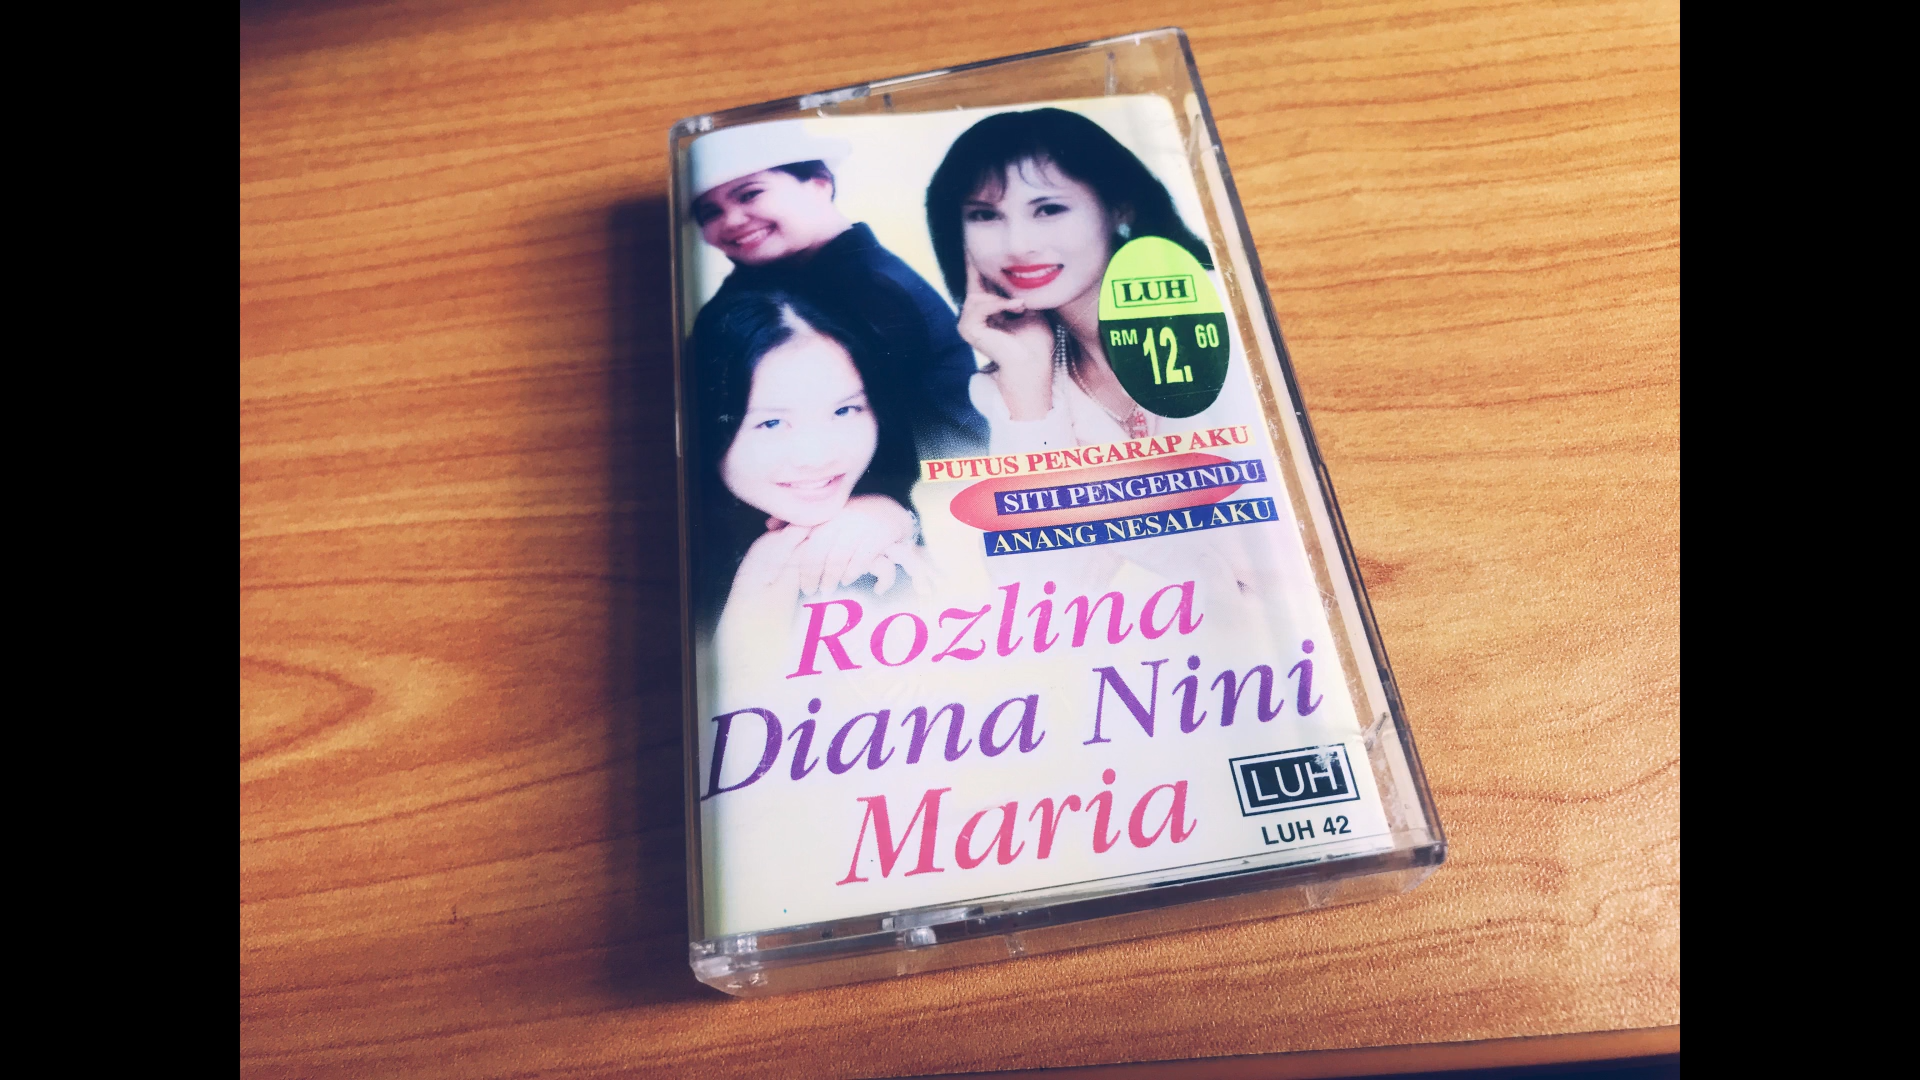 LUH
RM 12.60
PUTUS PENGARAP AKU
SITI PENGERINDU
ANANG NESAL AKU
Rozlina
Diana Nini
Maria
LUH
LUH 42